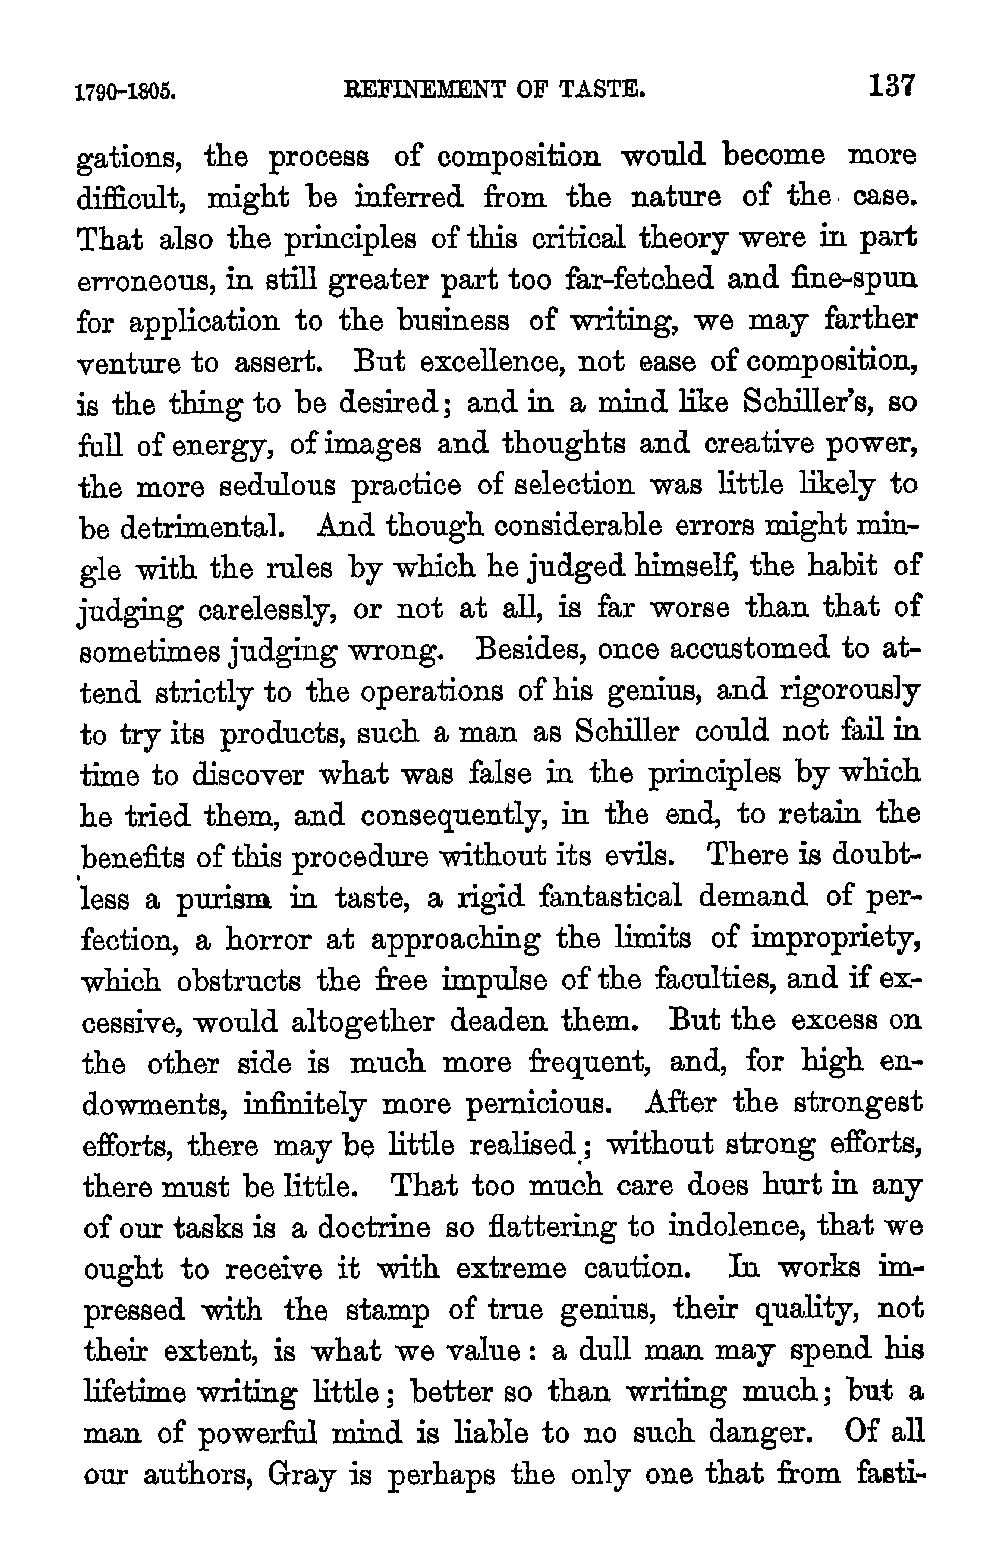 1790-1805. REFINEMENT OF TASTE. 137
gations, the process of composition would become more
difficult, might be inferred from the nature of the case.
That also the principles of this critical theory were in part
erroneous, in still greater part too far-fetched and fine-spun
for application to the business of writing, we may farther
venture to assert. But excellence, not ease of composition,
is the thing to be desired; and in a mind like Schiller's, so
full of energy, of images and thoughts and creative power,
the more sedulous practice of selection was little likely to
be detrimental. And though considerable errors might min-
gle with the rules by which he judged himself, the habit of
judging carelessly, or not at all, is far worse than that of
sometimes judging wrong. Besides, once accustomed to at-
tend strictly to the operations of his genius, and rigorously
to try its products, such a man as Schiller could not fail in
time to discover what was false in the principles by which
he tried them, and consequently, in the end, to retain the
benefits of this procedure without its evils. There is doubt-
less a purism in taste, a rigid fantastical demand of per-
fection, a horror at approaching the limits of impropriety,
which obstructs the free impulse of the faculties, and if ex-
cessive, would altogether deaden them. But the excess on
the other side is much more frequent, and, for high en-
dowments, infinitely more pernicious. After the strongest
efforts, there may be little realised; without strong efforts,
there must be little. That too much care does hurt in any
of our tasks is a doctrine so flattering to indolence, that we
ought to receive it with extreme caution. In works im-
pressed with the stamp of true genius, their quality, not
their extent, is what we value: a dull man may spend his
lifetime writing little; better so than writing much; but a
man of powerful mind is liable to no such danger. Of all
our authors, Gray is perhaps the only one that from fasti-